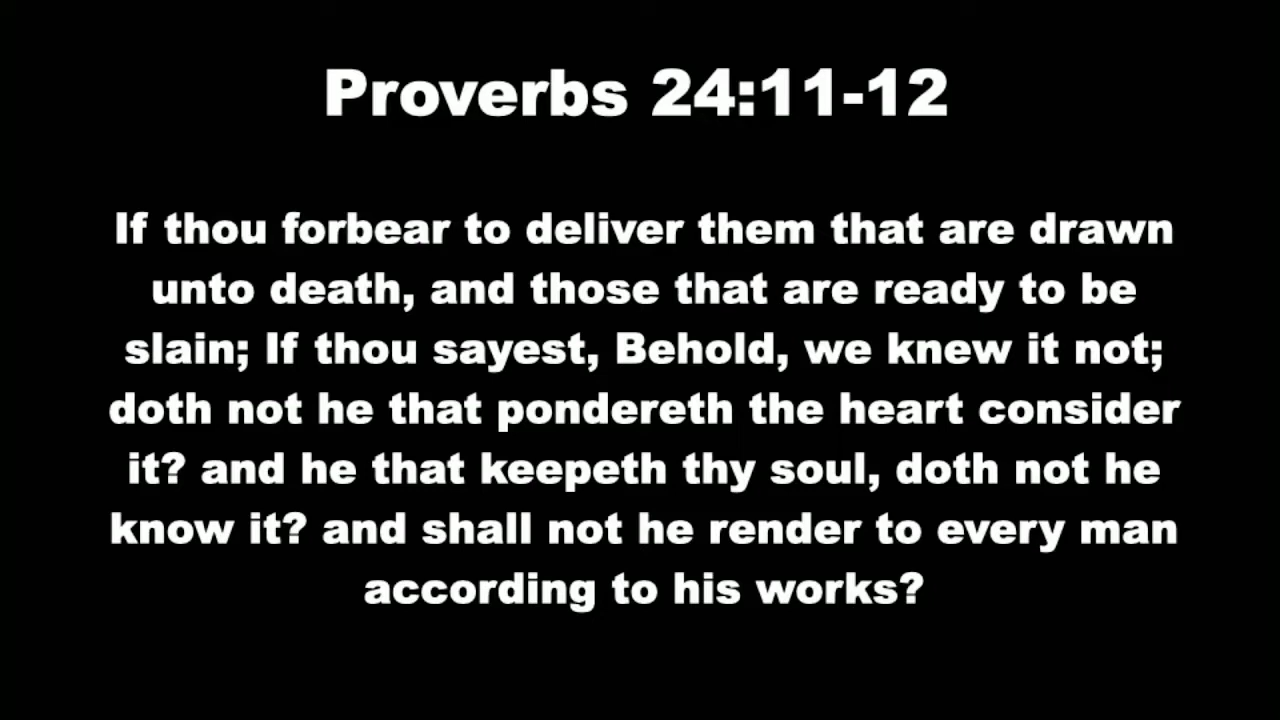 Proverbs 24:11-12
If thou forbear to deliver them that are drawn
unto death, and those that are ready to be
slain; If thou sayest, Behold, we knew it not;
doth not he that pondereth the heart consider
it? and he that keepeth thy soul, doth not he
know it? and shall not he render to every man
according to his works?